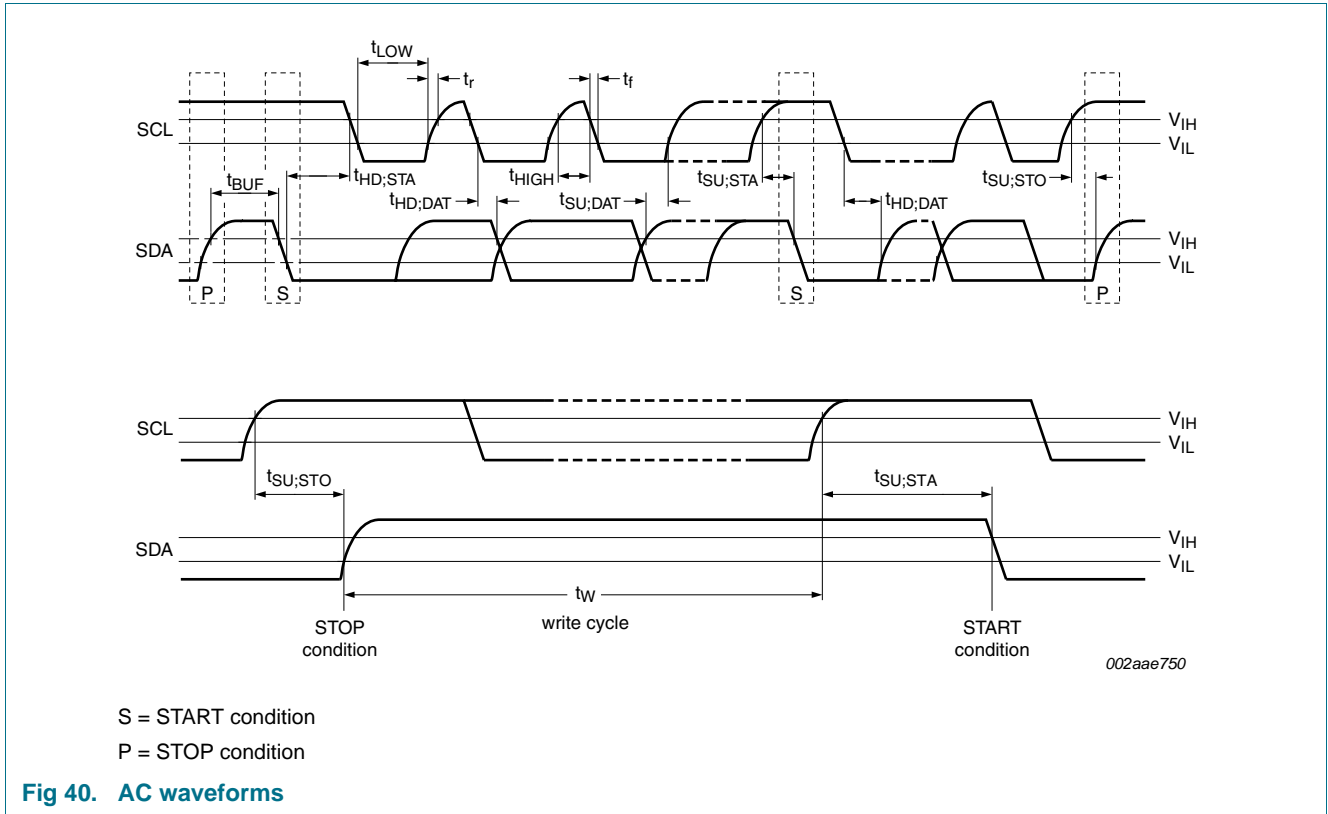 tLOW
tr
tf
SCL
VIH
VIL
tBUF
tHD;STA
tHIGH
tSU;STA
tSU;STO
tHD;DAT
tSU;DAT
tHD;DAT
SDA
VIH
VIL
P
S
S
P
SCL
VIH
VIL
tSU;STO
tSU;STA
SDA
VIH
VIL
tW
write cycle
STOP
condition
START
condition
002aae750
S = START condition
P = STOP condition
Fig 40. AC waveforms